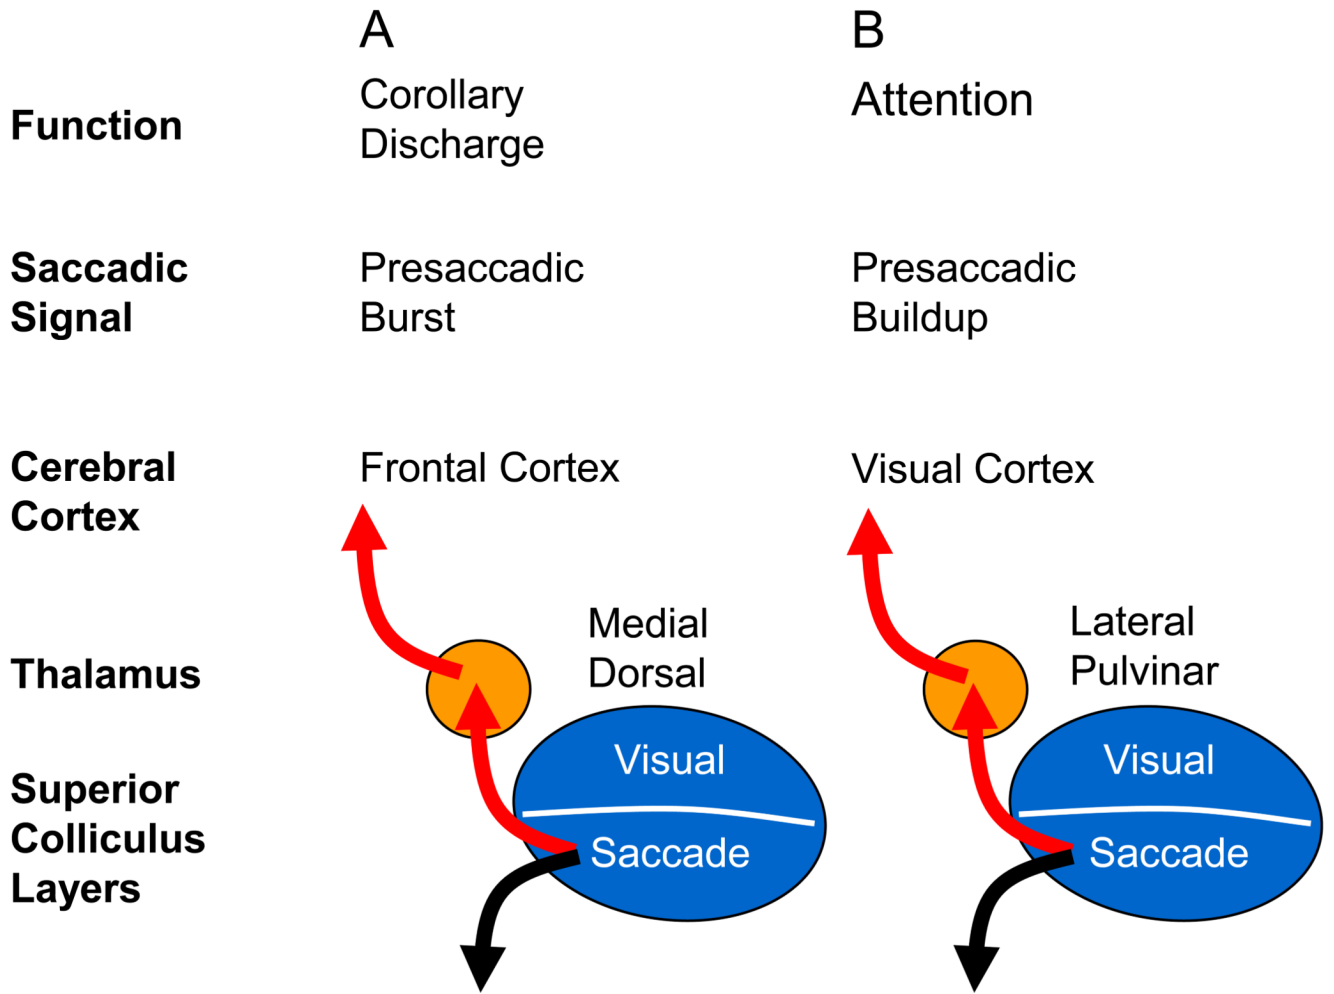 A
B
Function
Corollary
Discharge
Attention
Saccadic
Signal
Presaccadic
Burst
Presaccadic
Buildup
Cerebral
Cortex
Frontal Cortex
Visual Cortex
Thalamus
Medial
Dorsal
Lateral
Pulvinar
Superior
Colliculus
Layers
Visual
Saccade
Visual
Saccade